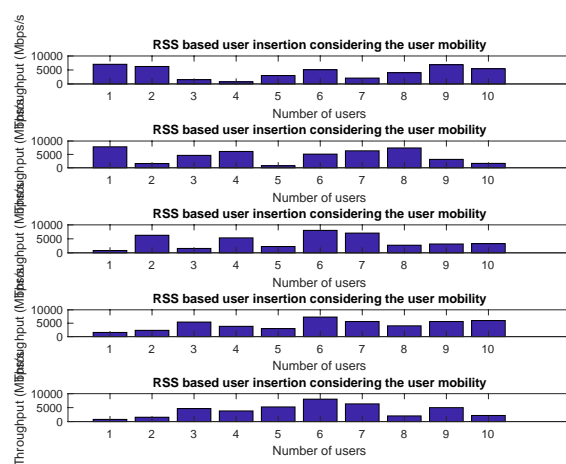 RSS based user insertion considering the user mobility
10000
5000
0
1 2 3 4 5 6 7 8 9 10
Number of users
RSS based user insertion considering the user mobility
10000
5000
0
1 2 3 4 5 6 7 8 9 10
Number of users
RSS based user insertion considering the user mobility
10000
5000
0
1 2 3 4 5 6 7 8 9 10
Number of users
RSS based user insertion considering the user mobility
10000
5000
0
1 2 3 4 5 6 7 8 9 10
Number of users
RSS based user insertion considering the user mobility
10000
5000
0
1 2 3 4 5 6 7 8 9 10
Number of users
Throughput (Mbps/s